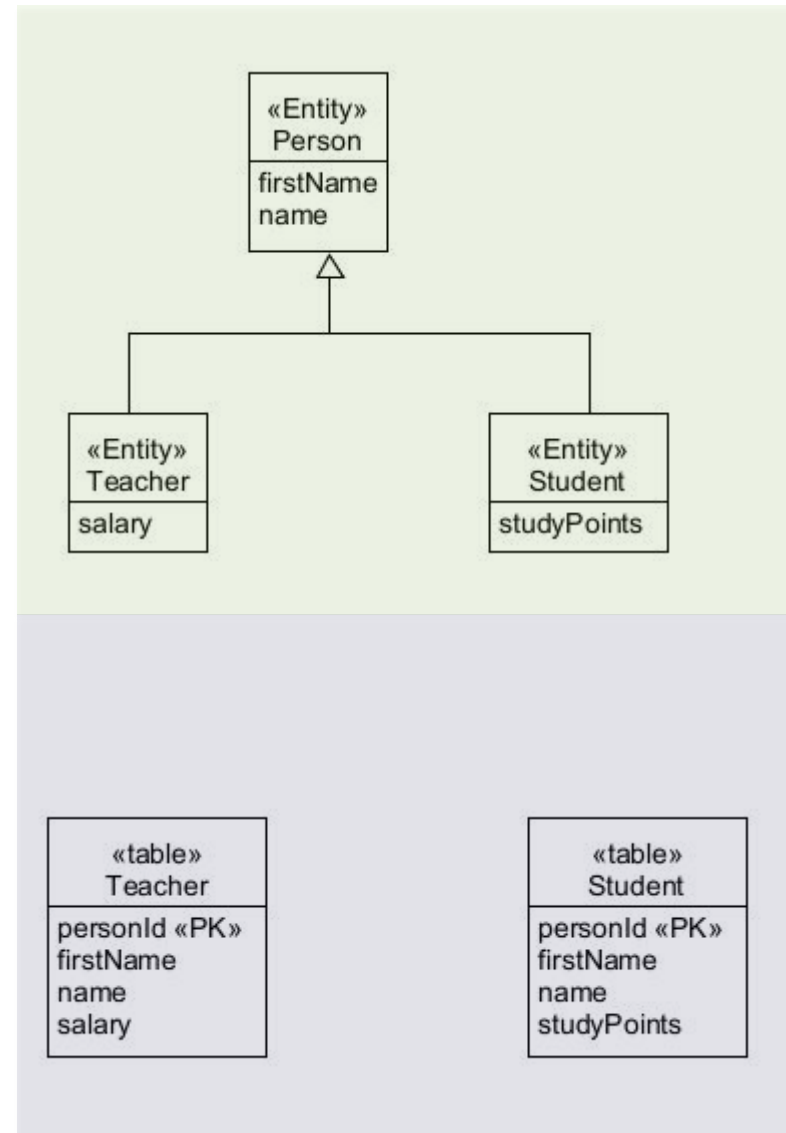 «Entity»
Person
firstName
name
«Entity»
Teacher
salary
«Entity»
Student
studyPoints
«table»
Teacher
personId «PK»
firstName
name
salary
«table»
Student
personId «PK»
firstName
name
studyPoints